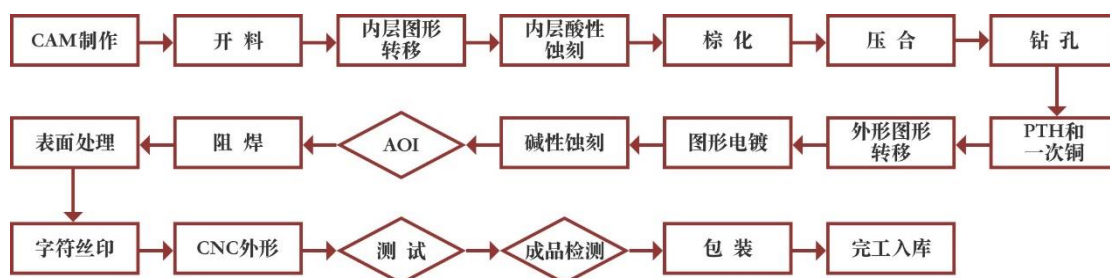 CAM制作
开料
内层图形
转移
内层酸性
蚀刻
棕化
压合
钻孔
PTH和
一次铜
外形图形
转移
图形电镀
碱性蚀刻
AOI
阻焊
表面处理
字符丝印
CNC外形
测试
成品检测
包装
完工入库